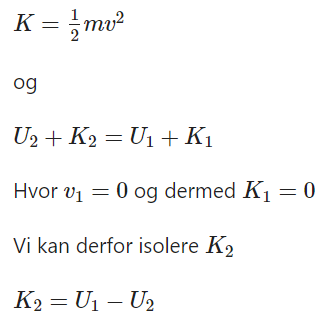 K = ½mv²
og
U₂ + K₂ = U₁ + K₁
Hvor v₁ = 0 og dermed K₁ = 0
Vi kan derfor isolere K₂
K₂ = U₁ − U₂